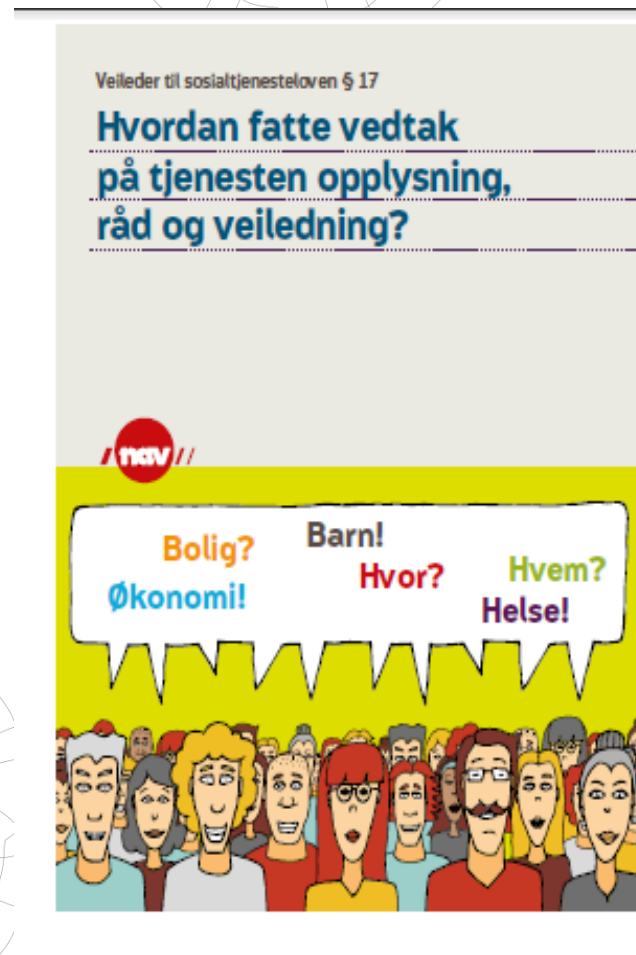 Veileder til sosialtjenesteloven § 17
Hvordan fatte vedtak
på tjenesten opplysning,
råd og veiledning?
nav
Barn!
Bolig?
Hvor?
Hvem?
Økonomi!
Helse!